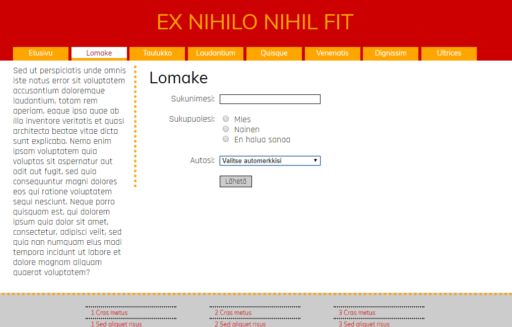 EX NIHILO NIHIL FIT
Etusivu Lomake Taulukko Laudantium Quisque Venenatis Dignissim Ultrices
Sed ut perspiciatis unde omnis
iste natus error sit voluptatem
accusantium doloremque
laudantium, totam rem
aperiam, eaque ipsa quae ab
illa inventore veritatis et quasi
architecto beatae vitae dicta
sunt explicabo. Nemo enim
ipsam voluptatem quia
voluptas sit aspernatur aut
odit aut fugit, sed quia
consequuntur magni dolores
eos qui ratione voluptatem
sequi nesciunt. Neque porro
quisquam est, qui dolorem
ipsum quia dolor sit amet,
consectetur, adipisci velit, sed
quia non numquam eius modi
tempora incidunt ut labore et
dolore magnam aliquam
quaerat voluptatem?
Lomake
Sukunimesi:
Sukupuolesi: Mies
Nainen
En halua sanoa
Autosi: Valitse automerkkisi
Lähetä
1 Cras metus 2 Cras metus 3 Cras metus
1 Sed aliquet risus 2 Sed aliquet risus 3 Sed aliquet risus